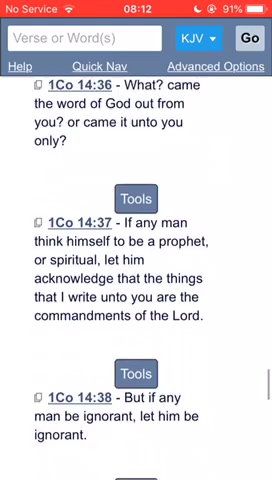 No Service 08:12 91%
Verse or Word(s) KJV Go
Help Quick Nav Advanced Options
1Co 14:36 - What? came
the word of God out from
you? or came it unto you
only?
Tools
1Co 14:37 - If any man
think himself to be a prophet,
or spiritual, let him
acknowledge that the things
that I write unto you are the
commandments of the Lord.
Tools
1Co 14:38 - But if any
man be ignorant, let him be
ignorant.